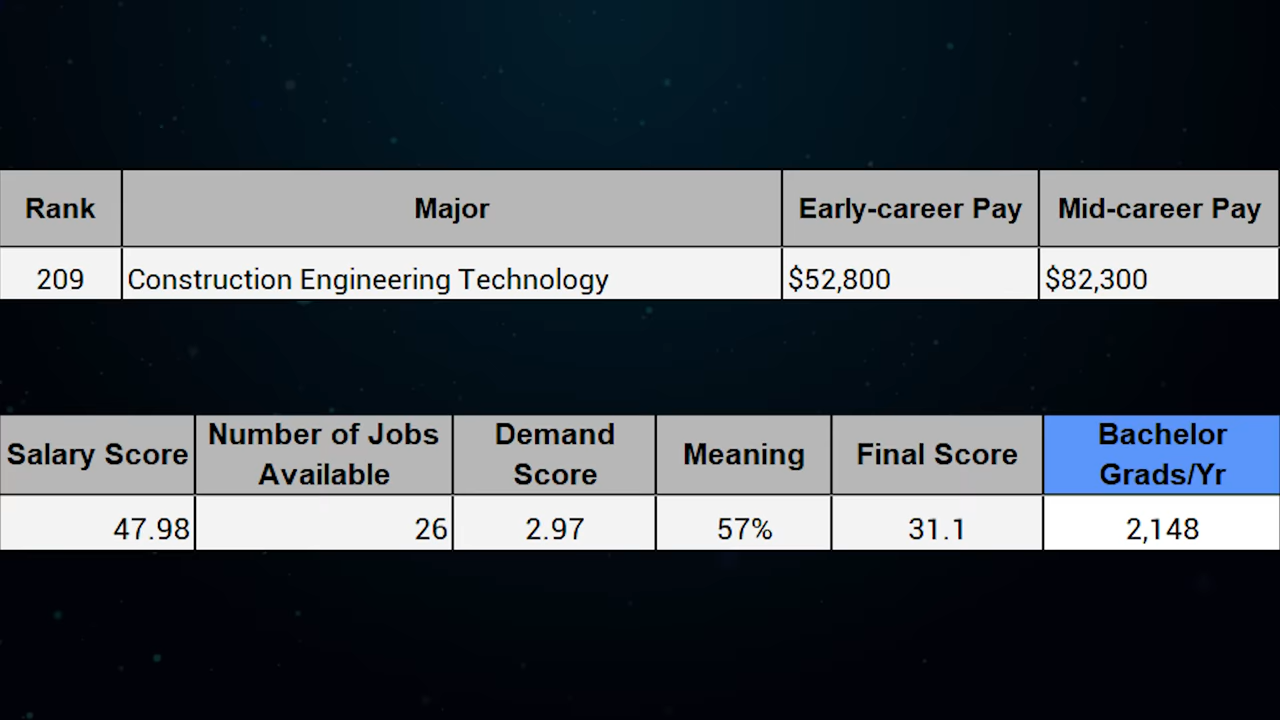 Rank Major Early-career Pay Mid-career Pay
209 Construction Engineering Technology $52,800 $82,300
Salary Score Number of Jobs Available Demand Score Meaning Final Score Bachelor Grads/Yr
47.98 26 2.97 57% 31.1 2,148